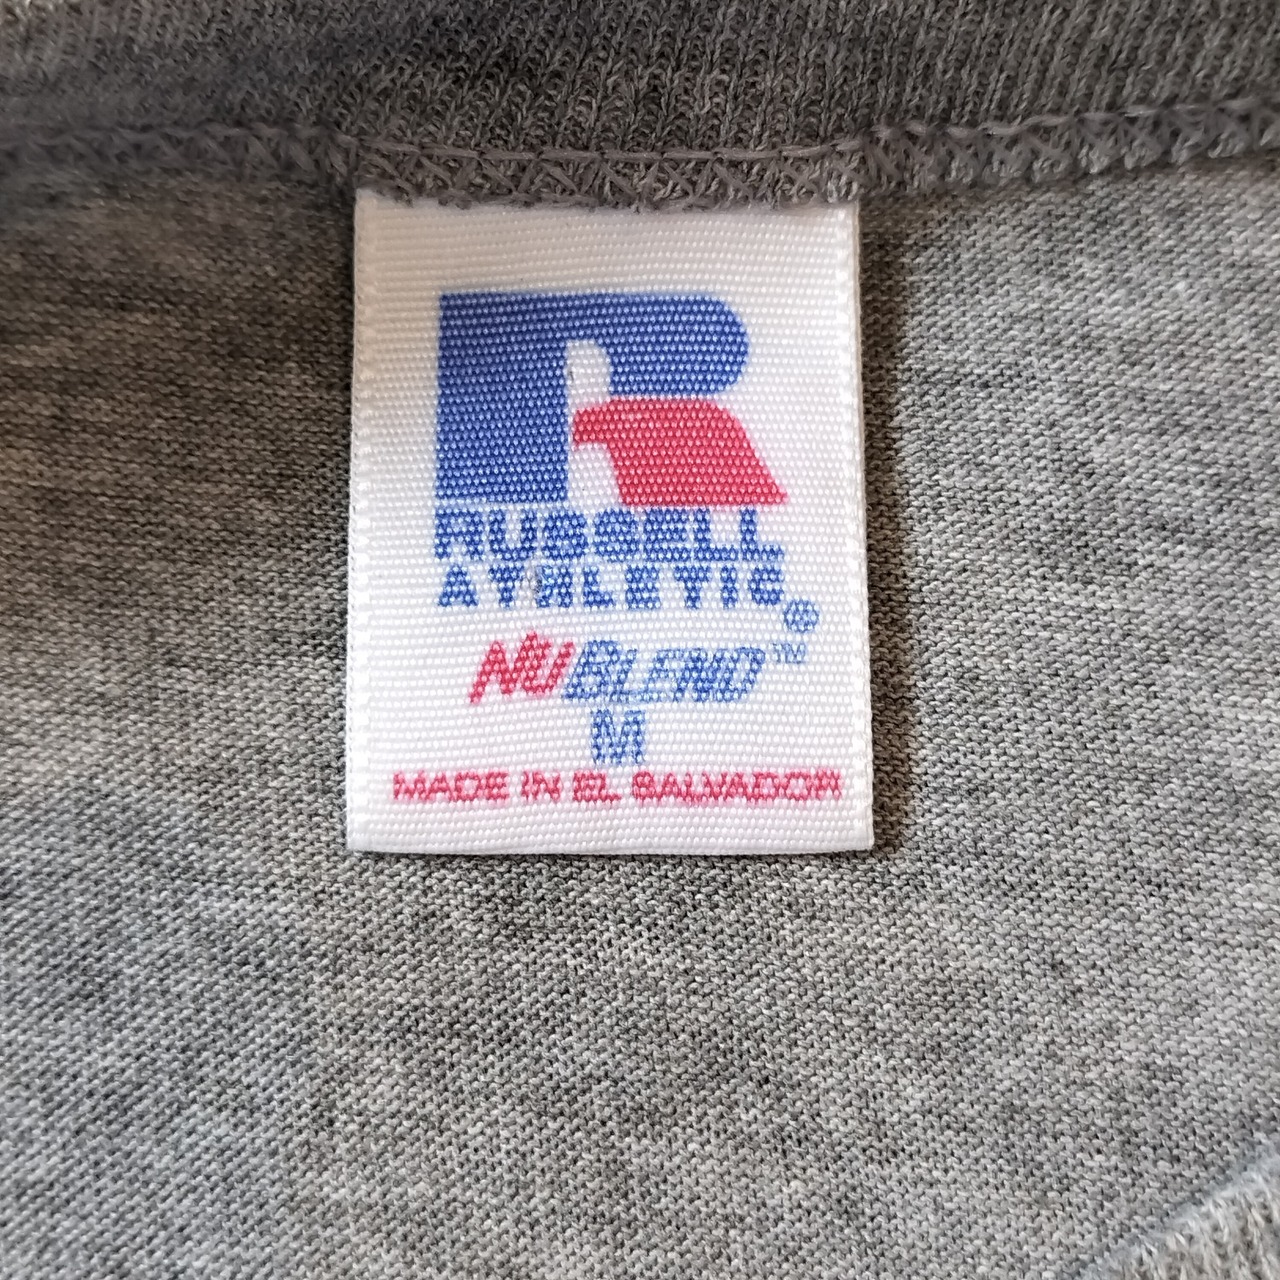 R
RUSSELL
ATHLETIC®
NUBLEND™
M
MADE IN EL SALVADOR